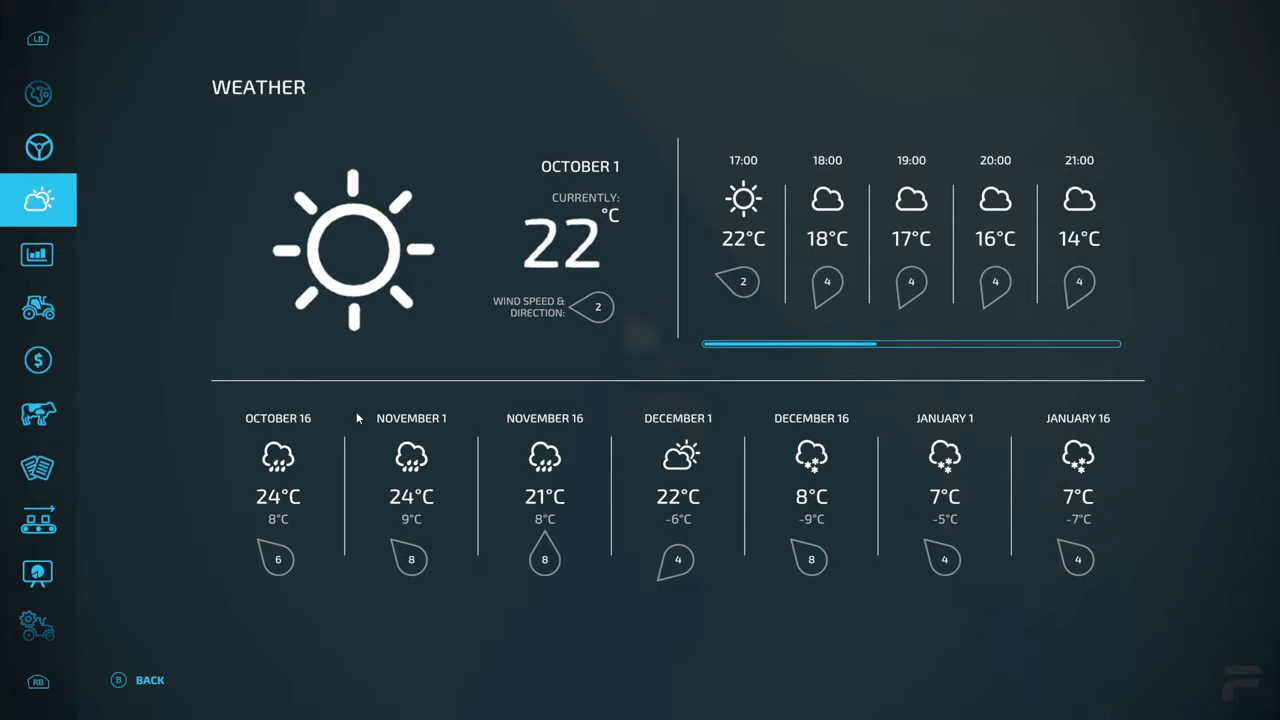 LB
WEATHER
OCTOBER 1
CURRENTLY:
22 °C
WIND SPEED &
DIRECTION:
2
17:00 18:00 19:00 20:00 21:00
22°C 18°C 17°C 16°C 14°C
2 4 4 4 4
OCTOBER 16 NOVEMBER 1 NOVEMBER 16 DECEMBER 1 DECEMBER 16 JANUARY 1 JANUARY 16
24°C 24°C 21°C 22°C 8°C 7°C 7°C
8°C 9°C 8°C -6°C -9°C -5°C -7°C
6 8 8 4 8 4 4
RB
B BACK